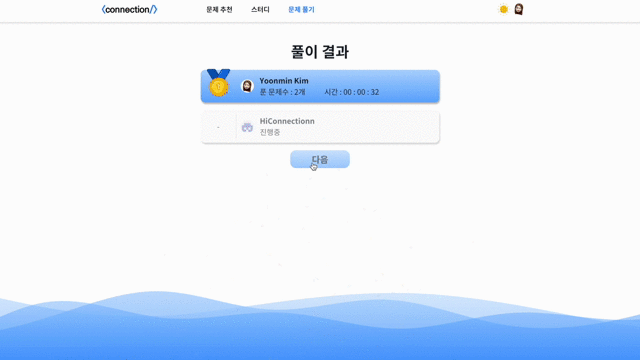 <connection/>
문제 추천
스터디
문제 풀기
풀이 결과
1
Yoonmin Kim
푼 문제수 : 2개
시간 : 00 : 00 : 32
-
HiConnectionn
진행중
다음